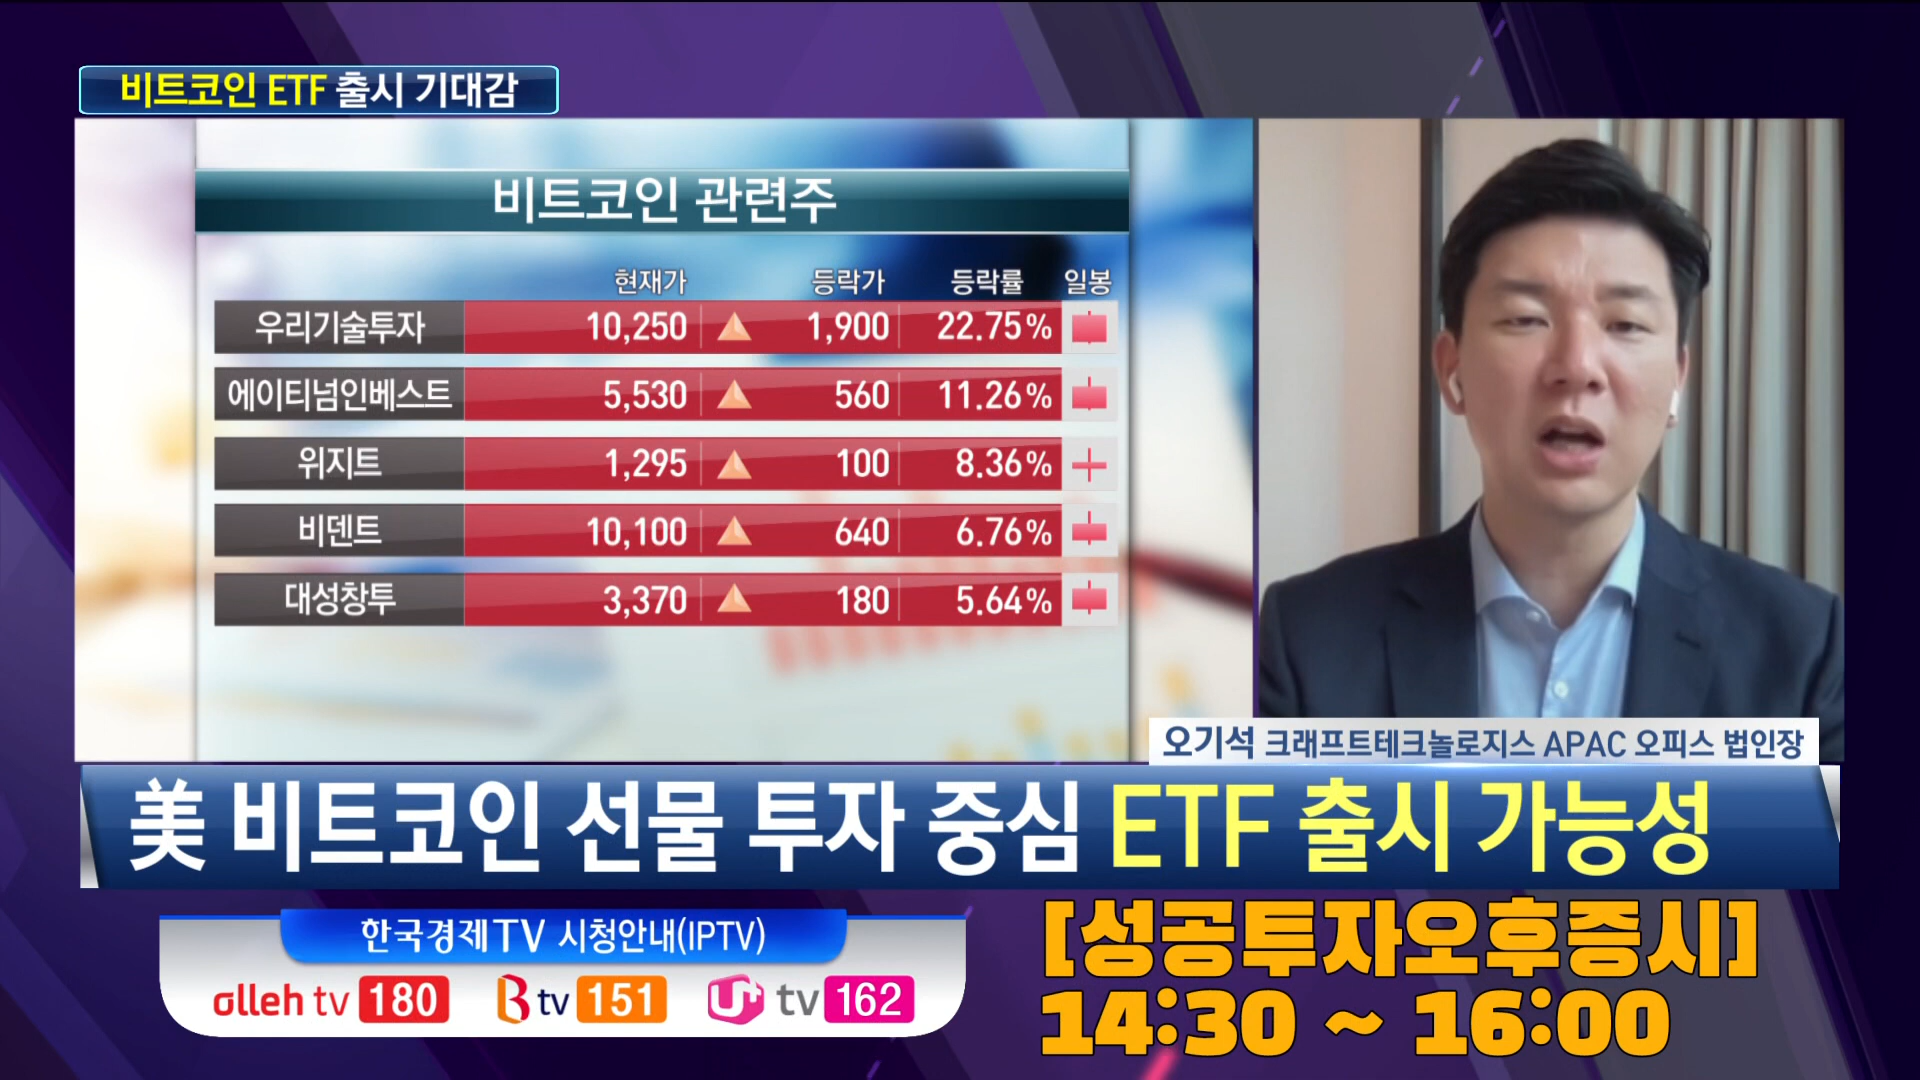 비트코인 ETF 출시 기대감
비트코인 관련주
현재가 등락가 등락률 일봉
우리기술투자 10,250 1,900 22.75%
에이티넘인베스트 5,530 560 11.26%
위지트 1,295 100 8.36%
비덴트 10,100 640 6.76%
대성창투 3,370 180 5.64%
오기석 크래프트테크놀로지스 APAC 오피스 법인장
美 비트코인 선물 투자 중심 ETF 출시 가능성
한국경제TV 시청안내(IPTV)
olleh tv 180 B tv 151 U+ tv 162
[성공투자오후증시]
14:30 ~ 16:00